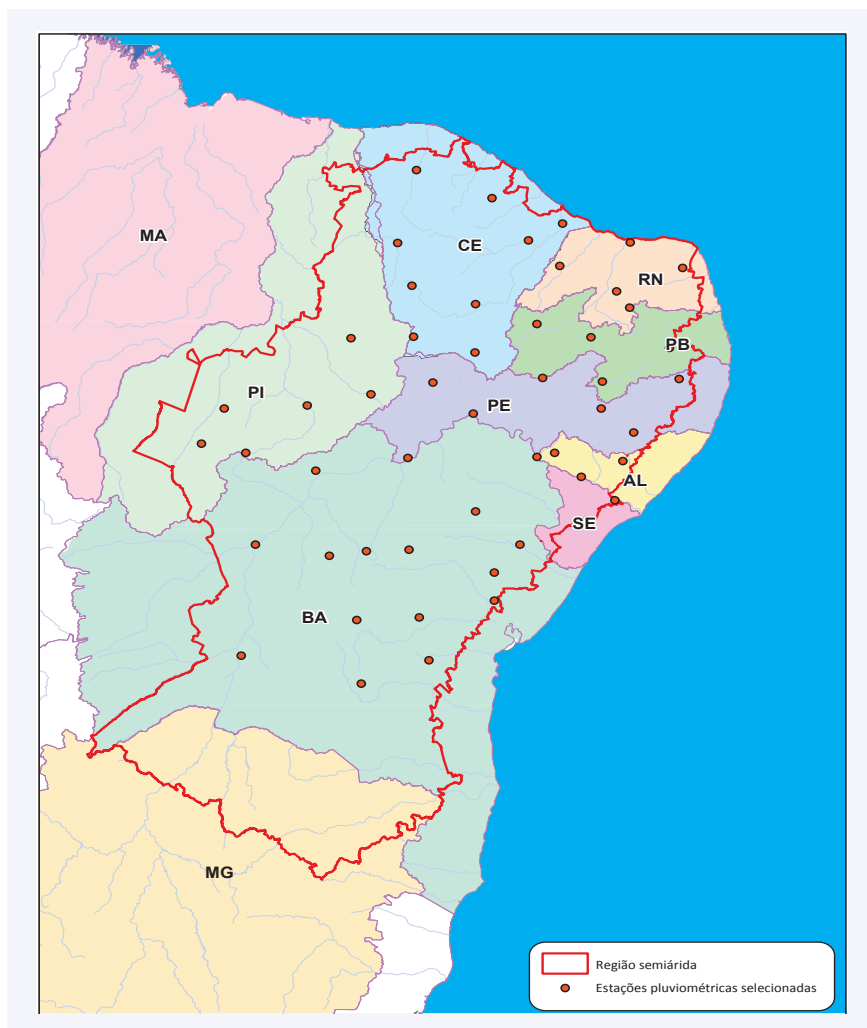 MA
CE
RN
PB
PI
PE
AL
SE
BA
MG
Região semiárida
Estações pluviométricas selecionadas